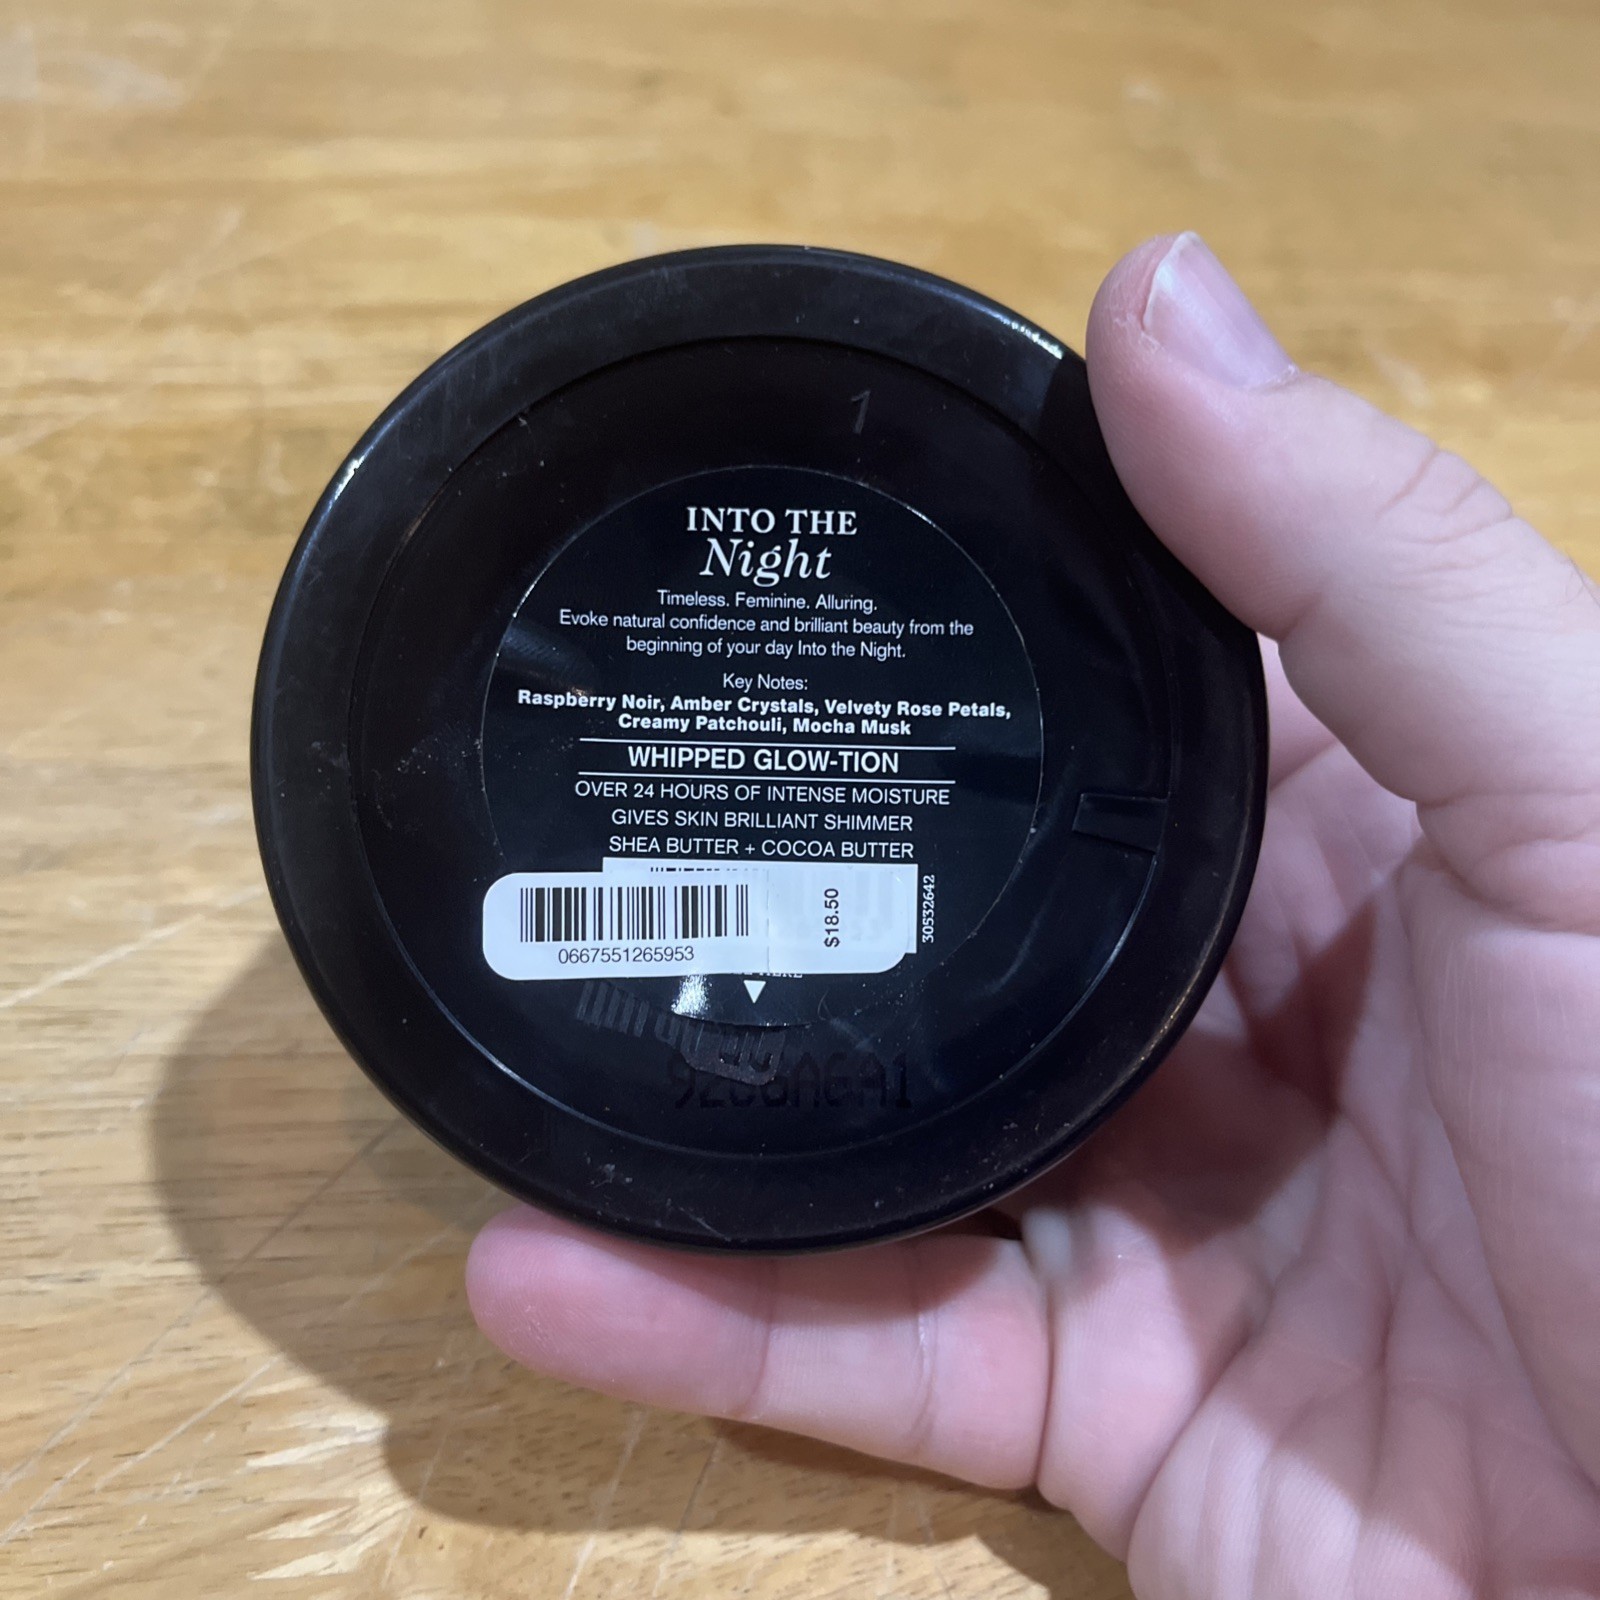 1
INTO THE
Night
Timeless. Feminine. Alluring.
Evoke natural confidence and brilliant beauty from the
beginning of your day Into the Night.
Key Notes:
Raspberry Noir, Amber Crystals, Velvety Rose Petals,
Creamy Patchouli, Mocha Musk
WHIPPED GLOW-TION
OVER 24 HOURS OF INTENSE MOISTURE
GIVES SKIN BRILLIANT SHIMMER
SHEA BUTTER + COCOA BUTTER
0667551265953
$18.50
30532642